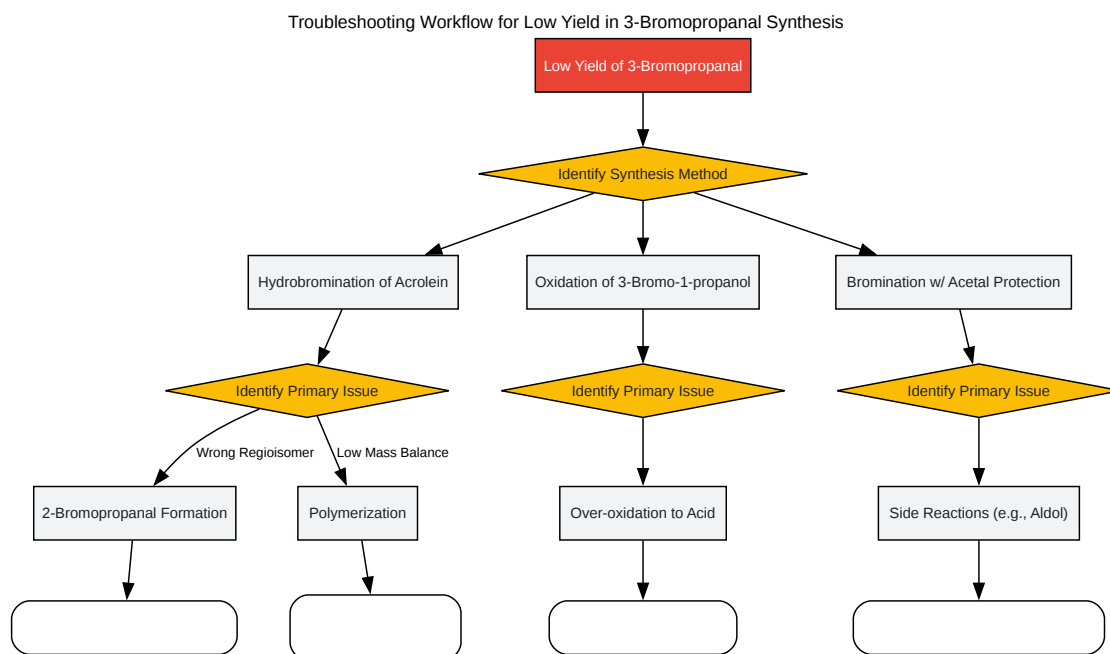 Troubleshooting Workflow for Low Yield in 3-Bromopropanal Synthesis
Low Yield of 3-Bromopropanal
Identify Synthesis Method
Hydrobromination of Acrolein
Oxidation of 3-Bromo-1-propanol
Bromination w/ Acetal Protection
Identify Primary Issue
Identify Primary Issue
Identify Primary Issue
Wrong Regioisomer
Low Mass Balance
2-Bromopropanal Formation
Polymerization
Over-oxidation to Acid
Side Reactions (e.g., Aldol)